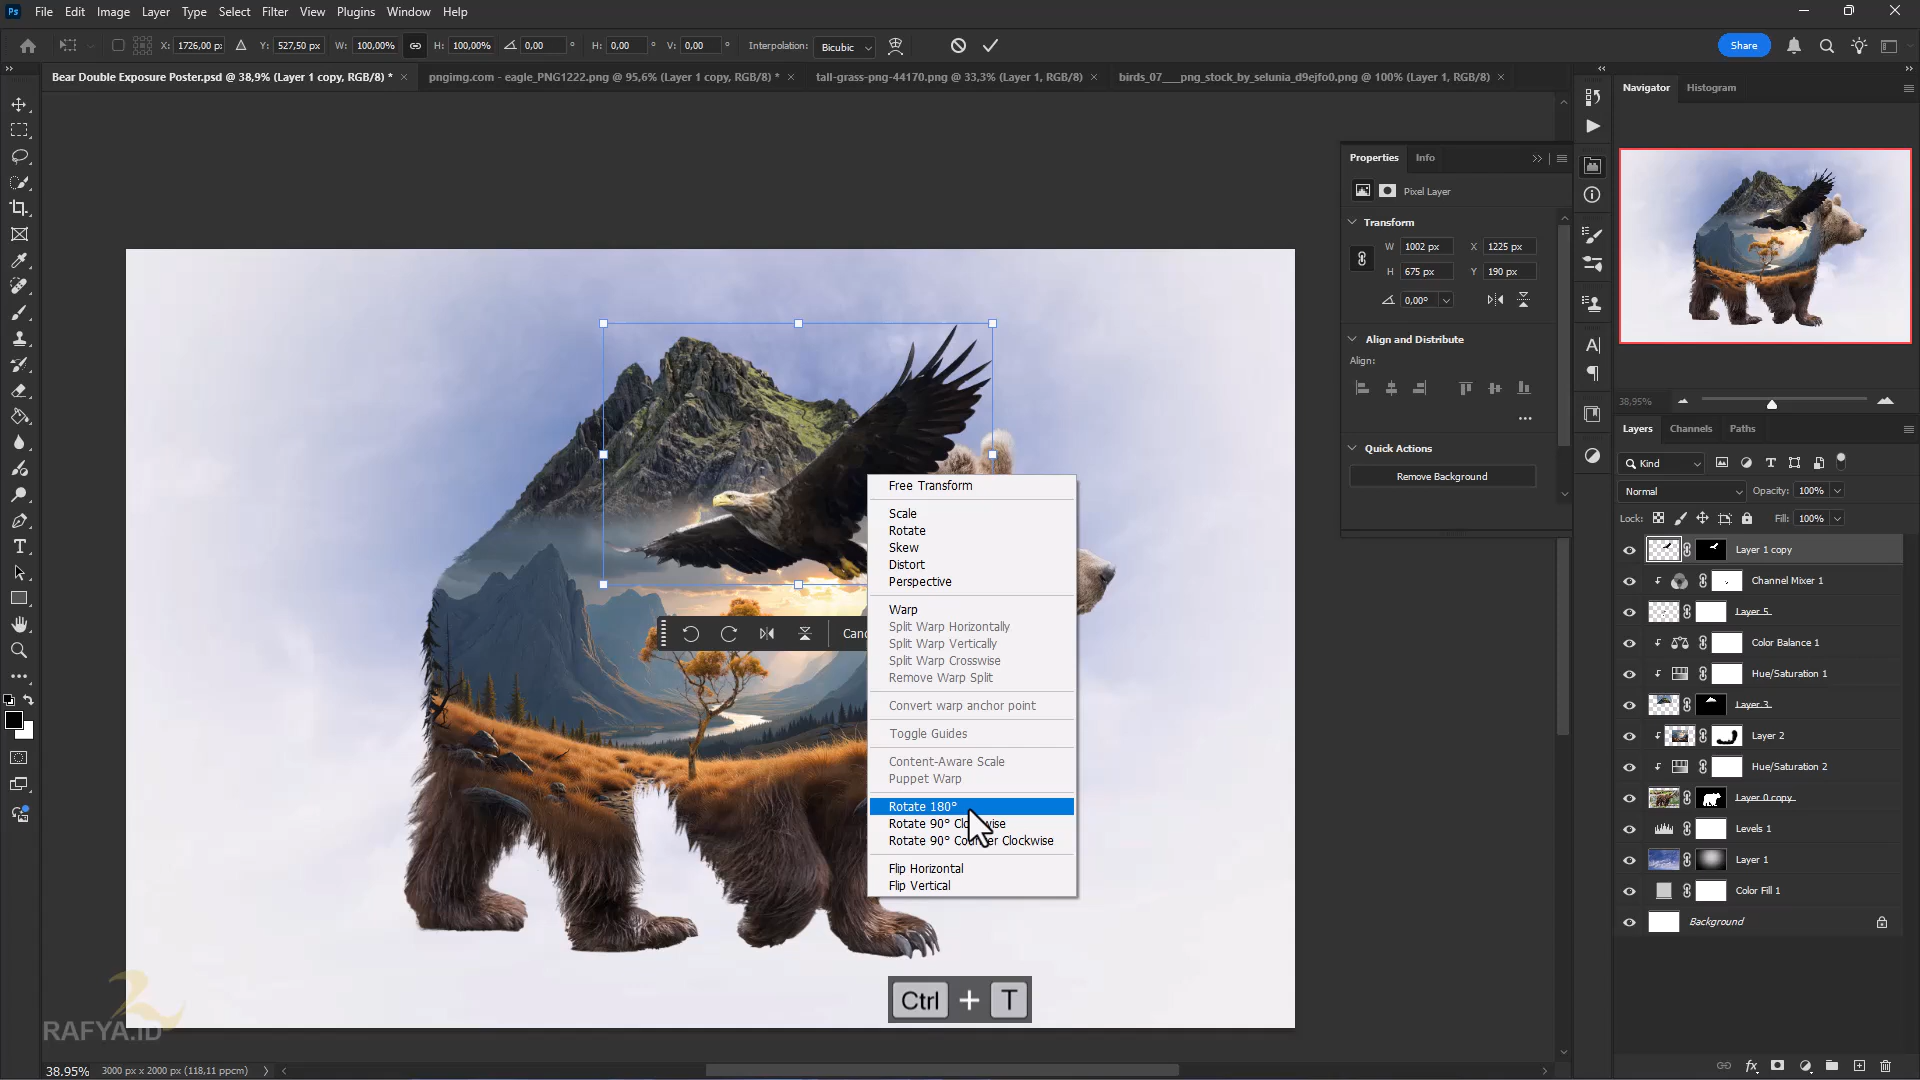 Ps File Edit Image Layer Type Select Filter View Plugins Window Help
X: 1726,00 px Y: 527,50 px W: 100,00% H: 100,00% 0,00 ° H: 0,00 ° V: 0,00 ° Interpolation: Bicubic Share
Bear Double Exposure Poster.psd @ 38,9% (Layer 1 copy, RGB/8) * × pngimg.com - eagle_PNG1222.png @ 95,6% (Layer 1 copy, RGB/8) * × tall-grass-png-44170.png @ 33,3% (Layer 1, RGB/8) × birds_07___png_stock_by_selunia_d9ejfo0.png @ 100% (Layer 1, RGB/8) ×
Navigator Histogram
Properties Info
Pixel Layer
Transform
W 1002 px X 1225 px
H 675 px Y 190 px
0,00°
Align and Distribute
Align:
Quick Actions
Remove Background
38,95%
Layers Channels Paths
Kind
Normal Opacity: 100%
Lock: Fill: 100%
Layer 1 copy
Channel Mixer 1
Layer 5
Color Balance 1
Hue/Saturation 1
Layer 3
Layer 2
Hue/Saturation 2
Layer 0 copy
Levels 1
Layer 1
Color Fill 1
Background
Free Transform
Scale
Rotate
Skew
Distort
Perspective
Warp
Split Warp Horizontally
Split Warp Vertically
Split Warp Crosswise
Remove Warp Split
Convert warp anchor point
Toggle Guides
Content-Aware Scale
Puppet Warp
Rotate 180°
Rotate 90° Clockwise
Rotate 90° Counter Clockwise
Flip Horizontal
Flip Vertical
Ctrl + T
RAFYA.ID
38.95% 3000 px x 2000 px (118,11 ppcm)